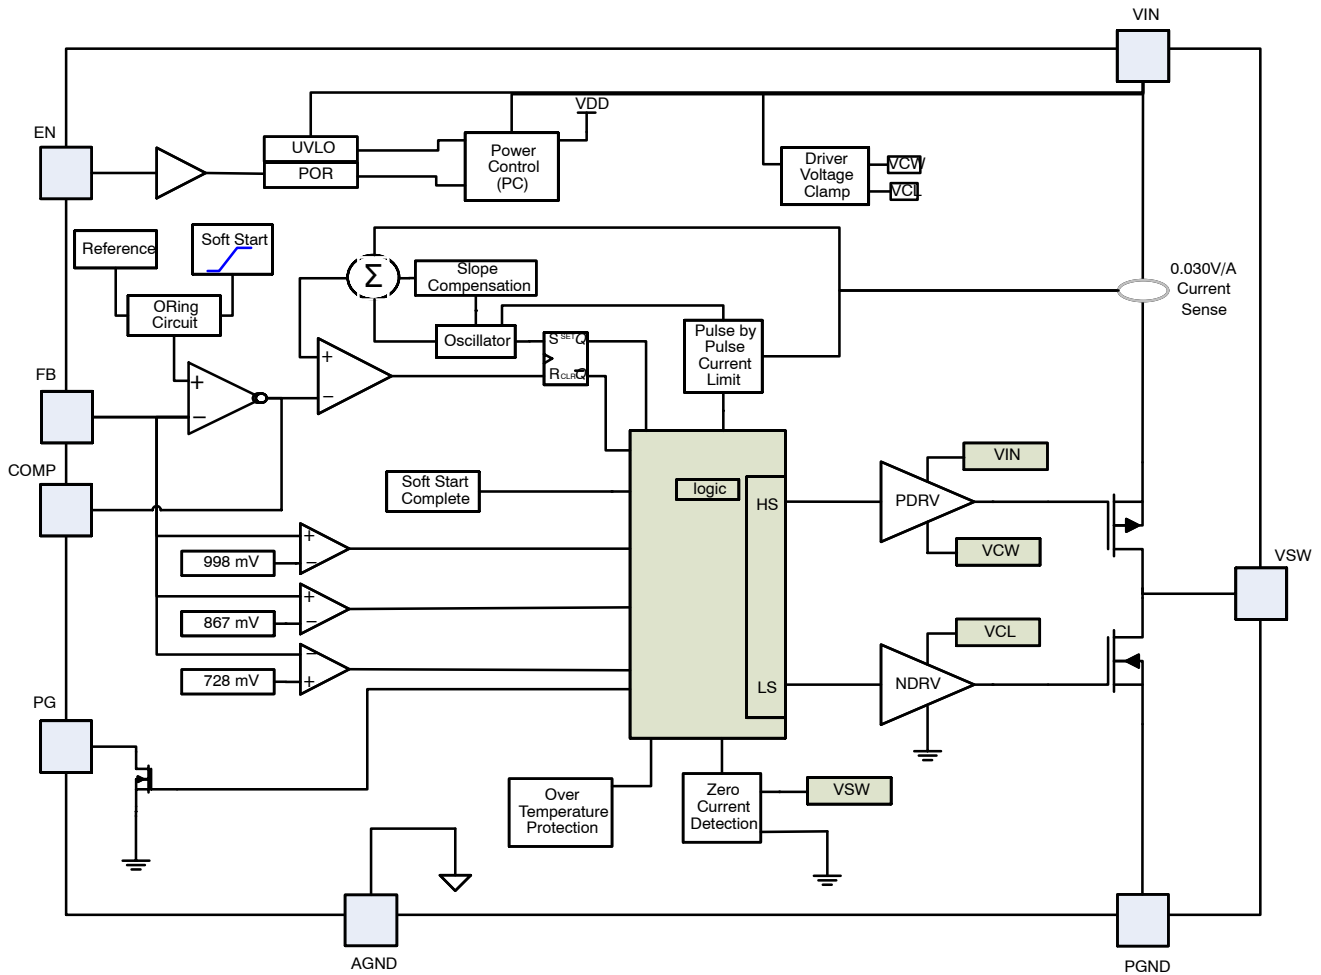 VIN
VDD
EN
UVLO
POR
Power
Control
(PC)
Driver
Voltage
Clamp
VCW
VCL
Reference
Soft Start
ORing
Circuit
Σ
Slope
Compensation
Oscillator
S SET Q
R CLR Q
Pulse by
Pulse
Current
Limit
0.030V/A
Current
Sense
FB
+
−
+
−
COMP
Soft Start
Complete
logic
HS
LS
PDRV
VIN
VCW
VSW
998 mV
+
−
867 mV
+
−
728 mV
−
+
VCL
NDRV
PG
Over
Temperature
Protection
Zero
Current
Detection
VSW
AGND
PGND